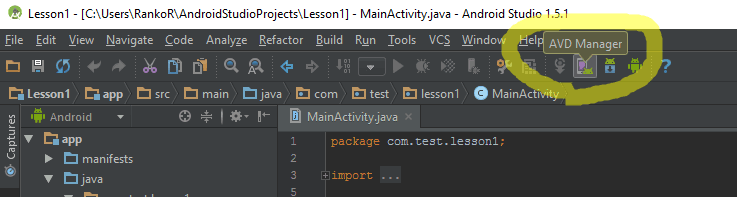 Lesson1 - [C:\Users\RankoR\AndroidStudioProjects\Lesson1] - MainActivity.java - Android Studio 1.5.1
File Edit View Navigate Code Analyze Refactor Build Run Tools VCS Window Help
AVD Manager
Lesson1 app src main java com test lesson1 MainActivity
Captures
Android
MainActivity.java
app
manifests
java
1 package com.test.lesson1;
2
3 import ...
5